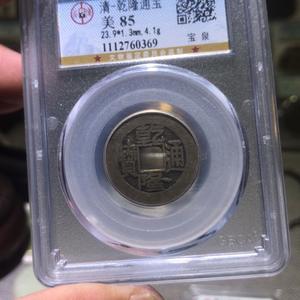 清-乾隆通宝
美 85
23.9*1.3mm, 4.1g
1112760369
宝 泉
乾隆通寶